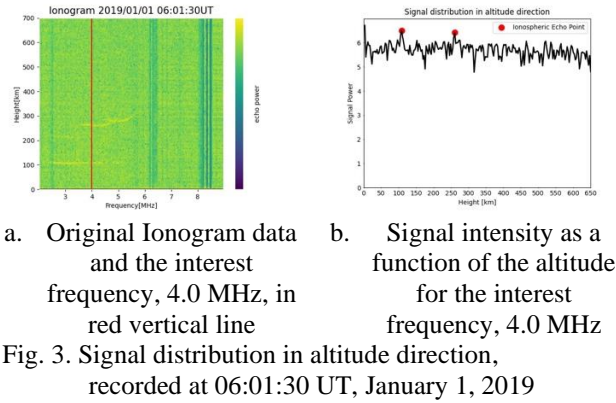 Ionogram 2019/01/01 06:01:30UT
700
600
500
400
300
200
100
0
Height[km]
3 4 5 6 7 8
Frequency[MHz]
echo power
Signal distribution in altitude direction
Ionospheric Echo Point
7
6
5
4
3
2
1
0
Signal Power
0 50 100 150 200 250 300 350 400 450 500 550 600 650
Height [km]
a. Original Ionogram data
and the interest
frequency, 4.0 MHz, in
red vertical line
b. Signal intensity as a
function of the altitude
for the interest
frequency, 4.0 MHz
Fig. 3. Signal distribution in altitude direction,
recorded at 06:01:30 UT, January 1, 2019